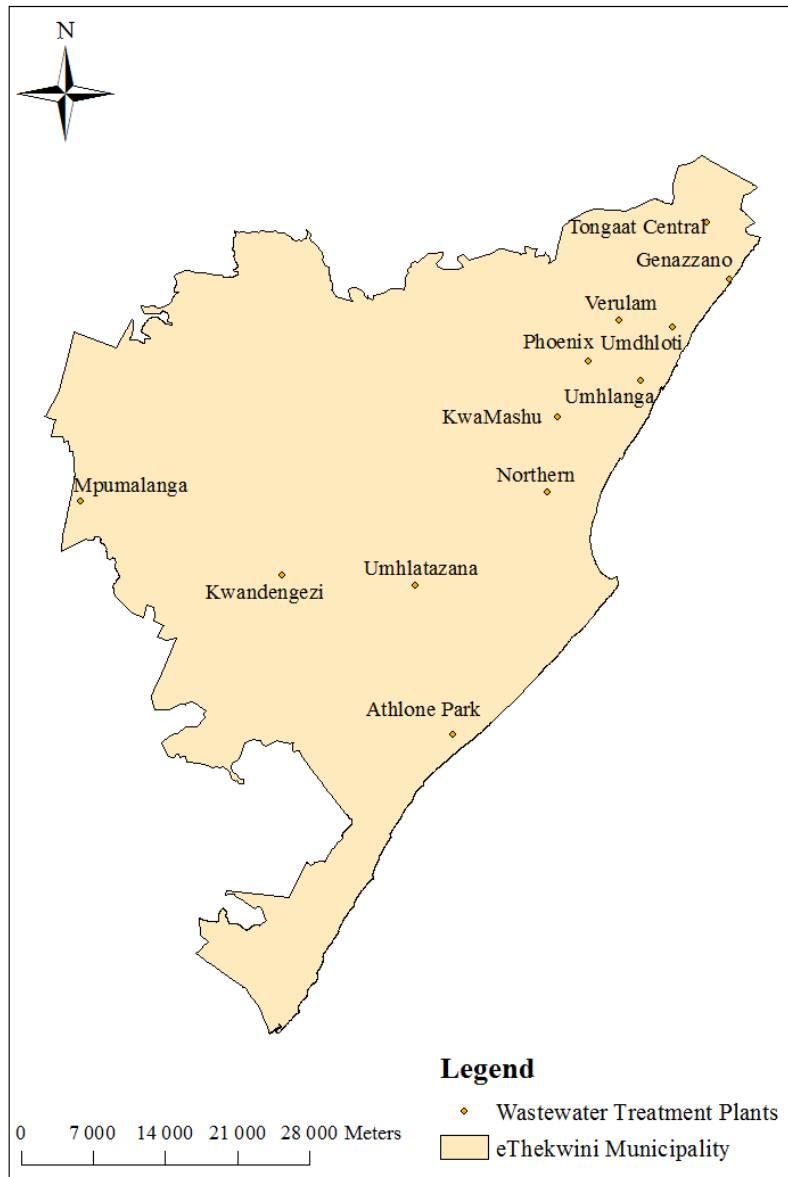 N
Tongaat Central
Genazzano
Verulam
Phoenix
Umdhloti
Umhlanga
KwaMashu
Northern
Mpumalanga
Umhlatazana
Kwandengezi
Athlone Park
Legend
Wastewater Treatment Plants
eThekwini Municipality
0 7 000 14 000 21 000 28 000 Meters